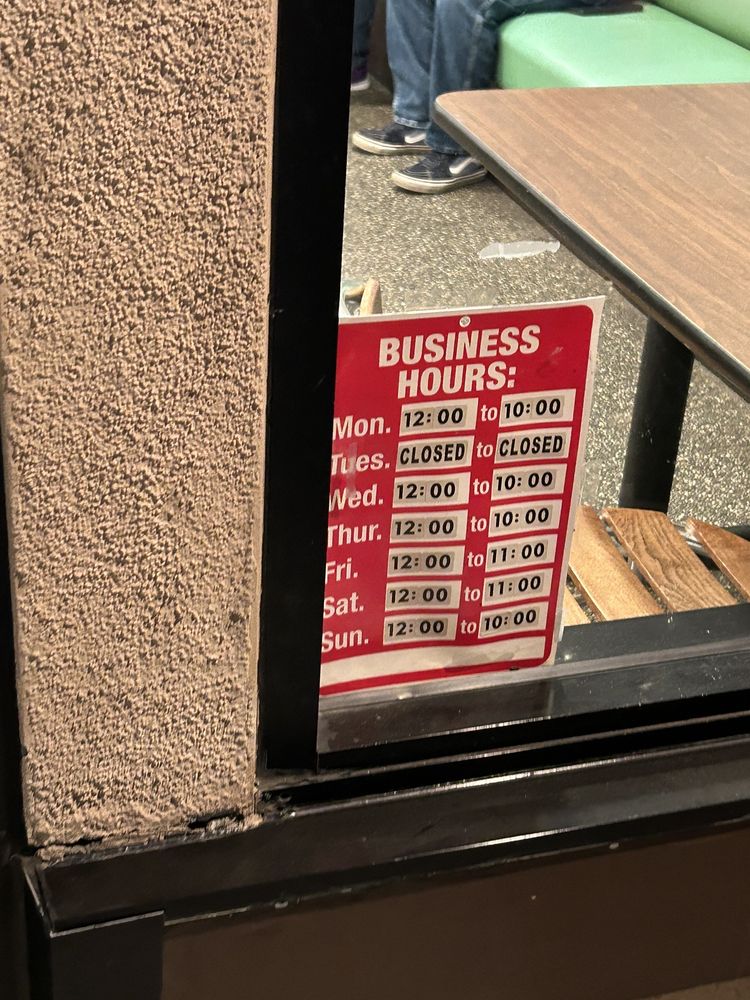 BUSINESS
HOURS:
Mon. 12:00 to 10:00
Tues. CLOSED to CLOSED
Wed. 12:00 to 10:00
Thur. 12:00 to 10:00
Fri. 12:00 to 11:00
Sat. 12:00 to 11:00
Sun. 12:00 to 10:00